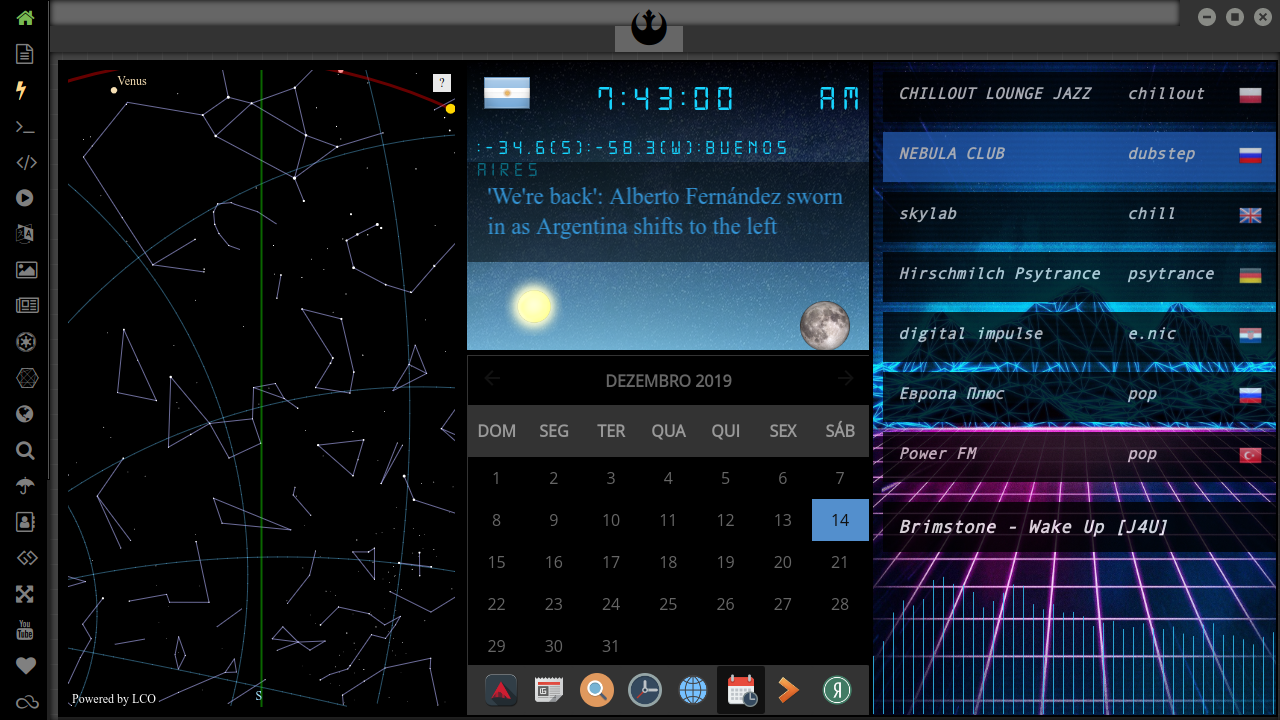 Venus
?
Powered by LCO
S
7:43:00 AM
:-34.6(S):-58.3(W):BUENOS
AIRES
'We're back': Alberto Fernández sworn
in as Argentina shifts to the left
DEZEMBRO 2019
DOM SEG TER QUA QUI SEX SÁB
1 2 3 4 5 6 7
8 9 10 11 12 13 14
15 16 17 18 19 20 21
22 23 24 25 26 27 28
29 30 31
Я
CHILLOUT LOUNGE JAZZ chillout
NEBULA CLUB dubstep
skylab chill
Hirschmilch Psytrance psytrance
digital impulse e.nic
Европа Плюс pop
Power FM pop
Brimstone - Wake Up [J4U]
You
Tube